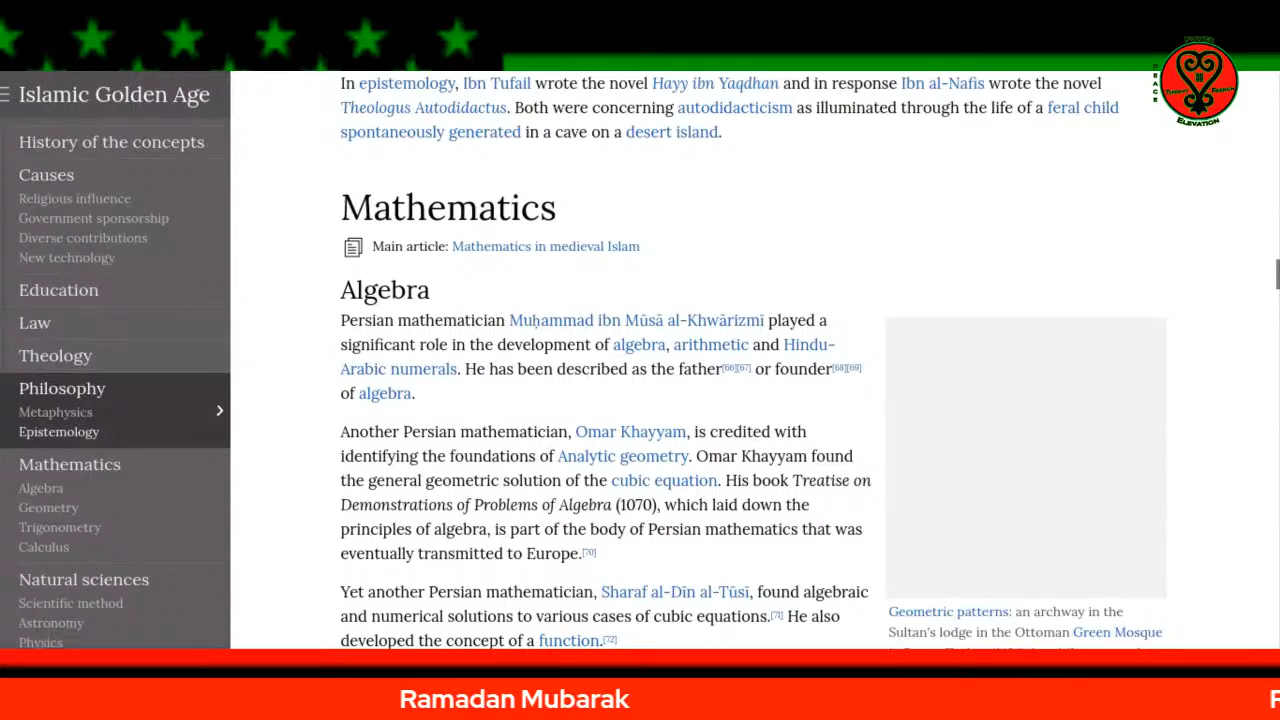 Islamic Golden Age
History of the concepts
Causes
Religious influence
Government sponsorship
Diverse contributions
New technology
Education
Law
Theology
Philosophy
Metaphysics
Epistemology
Mathematics
Algebra
Geometry
Trigonometry
Calculus
Natural sciences
Scientific method
Astronomy
Physics
In epistemology, Ibn Tufail wrote the novel Hayy ibn Yaqdhan and in response Ibn al-Nafis wrote the novel
Theologus Autodidactus. Both were concerning autodidacticism as illuminated through the life of a feral child
spontaneously generated in a cave on a desert island.
Mathematics
Main article: Mathematics in medieval Islam
Algebra
Persian mathematician Muḥammad ibn Mūsā al-Khwārizmī played a
significant role in the development of algebra, arithmetic and Hindu-
Arabic numerals. He has been described as the father[66][67] or founder[68][69]
of algebra.
Another Persian mathematician, Omar Khayyam, is credited with
identifying the foundations of Analytic geometry. Omar Khayyam found
the general geometric solution of the cubic equation. His book Treatise on
Demonstrations of Problems of Algebra (1070), which laid down the
principles of algebra, is part of the body of Persian mathematics that was
eventually transmitted to Europe.[70]
Yet another Persian mathematician, Sharaf al-Dīn al-Tūsī, found algebraic
and numerical solutions to various cases of cubic equations.[71] He also
developed the concept of a function.[72]
Geometric patterns: an archway in the
Sultan's lodge in the Ottoman Green Mosque
PEACE
Elevation
Ramadan Mubarak